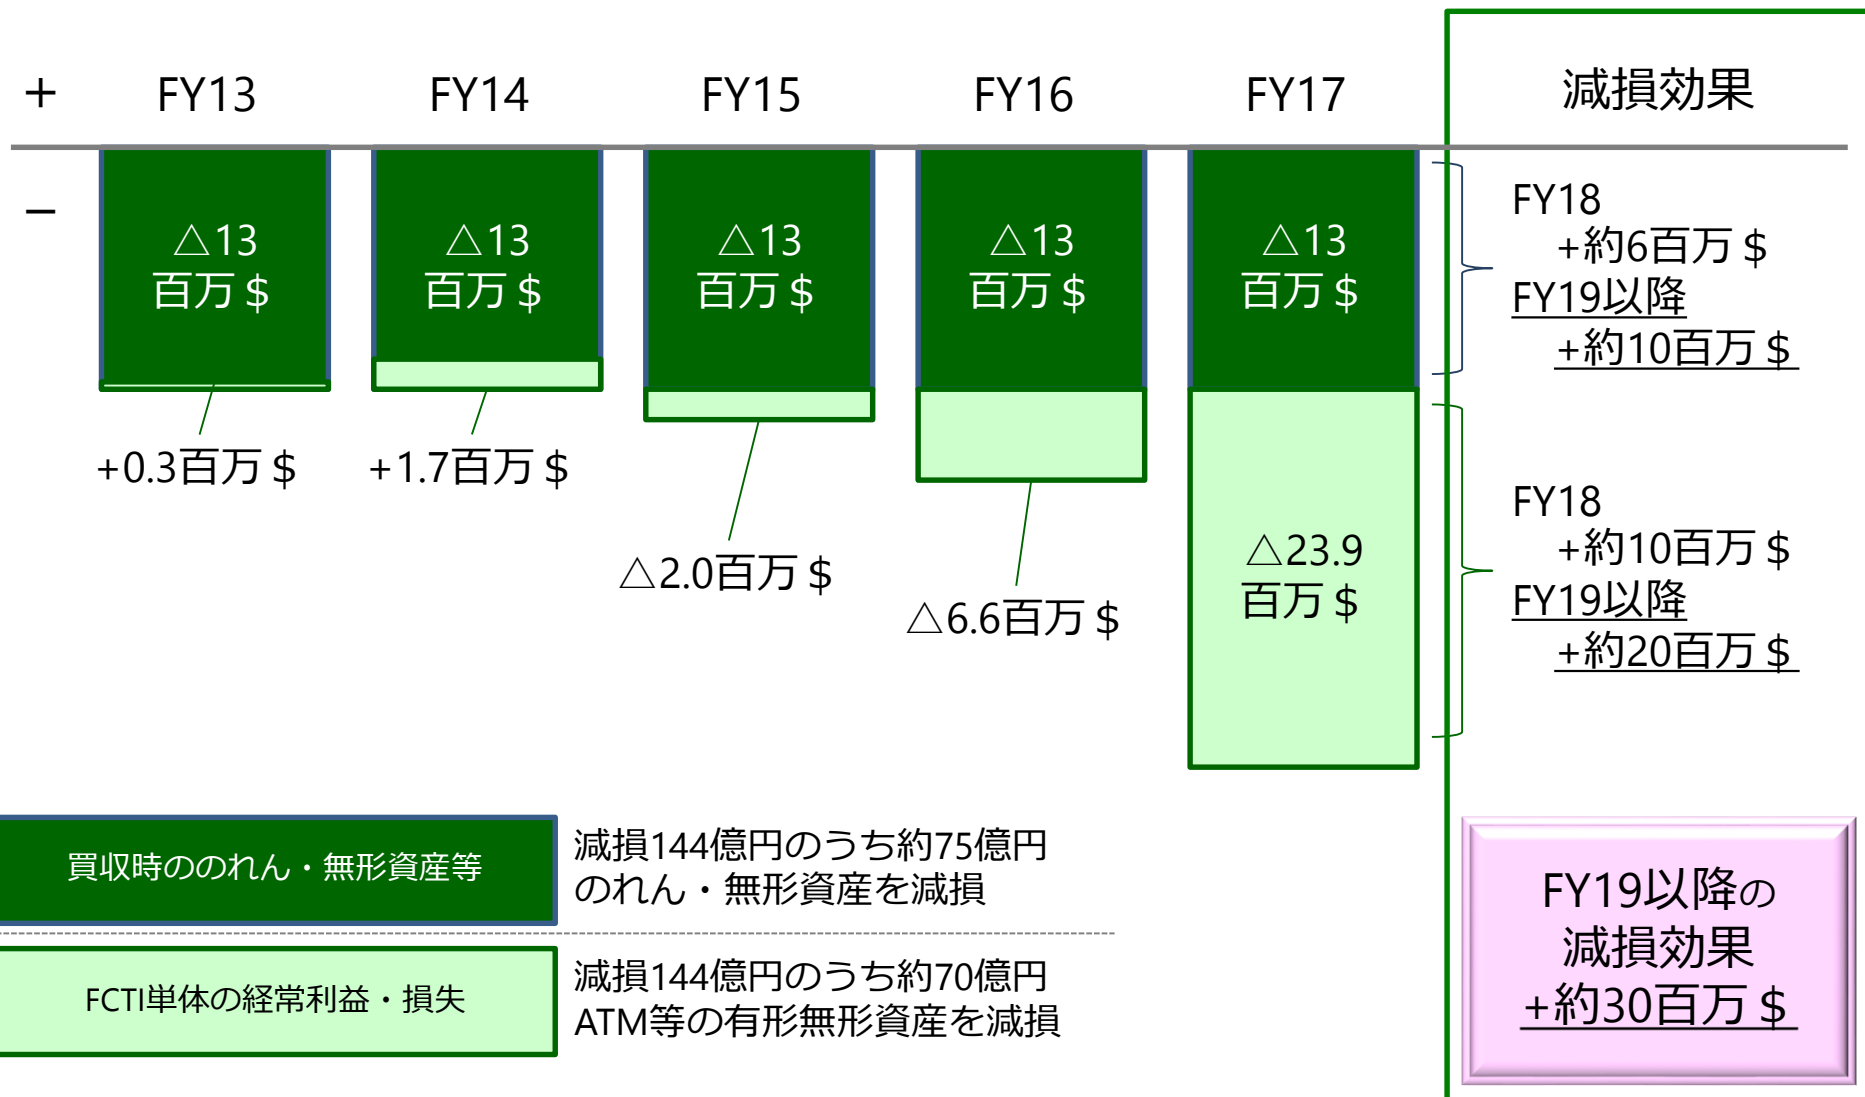 +
FY13
FY14
FY15
FY16
FY17
減損効果
−
△13
百万＄
△13
百万＄
△13
百万＄
△13
百万＄
△13
百万＄
FY18
+約6百万＄
FY19以降
+約10百万＄
+0.3百万＄
+1.7百万＄
△2.0百万＄
△6.6百万＄
△23.9
百万＄
FY18
+約10百万＄
FY19以降
+約20百万＄
買収時ののれん・無形資産等
減損144億円のうち約75億円
のれん・無形資産を減損
FCTI単体の経常利益・損失
減損144億円のうち約70億円
ATM等の有形無形資産を減損
FY19以降の
減損効果
+約30百万＄